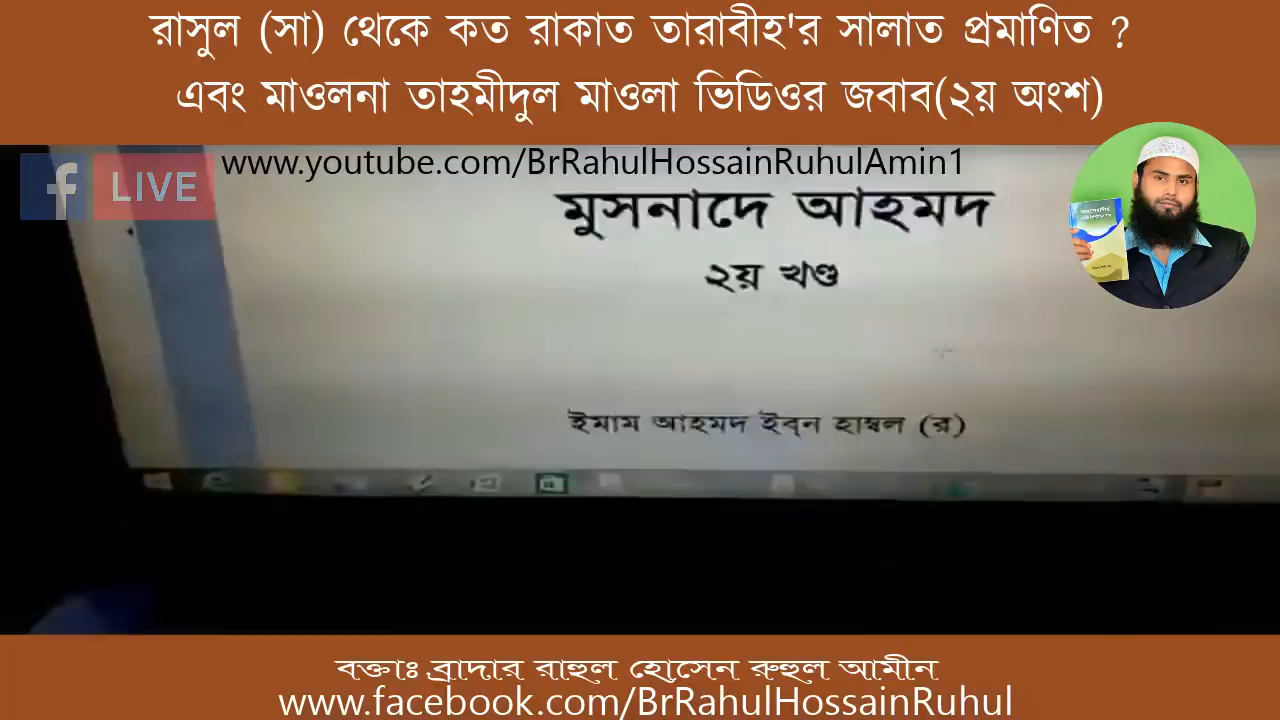 রাসুল (সা) থেকে কত রাকাত তারাবীহ'র সালাত প্রমাণিত ?
এবং মাওলনা তাহমীদুল মাওলা ভিডিওর জবাব(২য় অংশ)
f LIVE
www.youtube.com/BrRahulHossainRuhulAmin1
মুসনাদে আহমদ
২য় খণ্ড
ইমাম আহমদ ইব্‌ন হাম্বল (র)
বক্তাঃ ব্রাদার রাহুল হোসেন রুহুল আমীন
www.facebook.com/BrRahulHossainRuhul